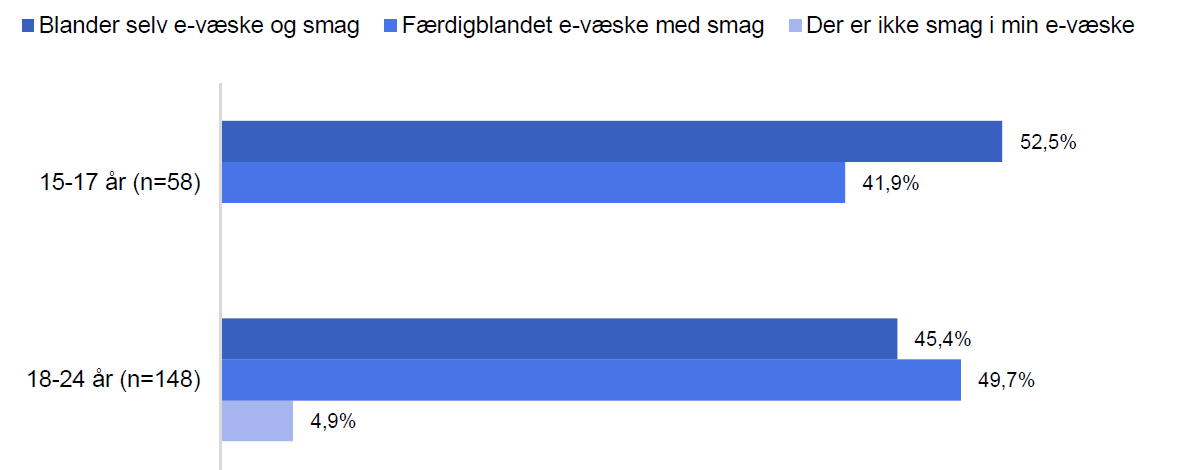 Blander selv e-væske og smag Færdigblandet e-væske med smag Der er ikke smag i min e-væske
52,5%
15-17 år (n=58)
41,9%
45,4%
18-24 år (n=148)
49,7%
4,9%